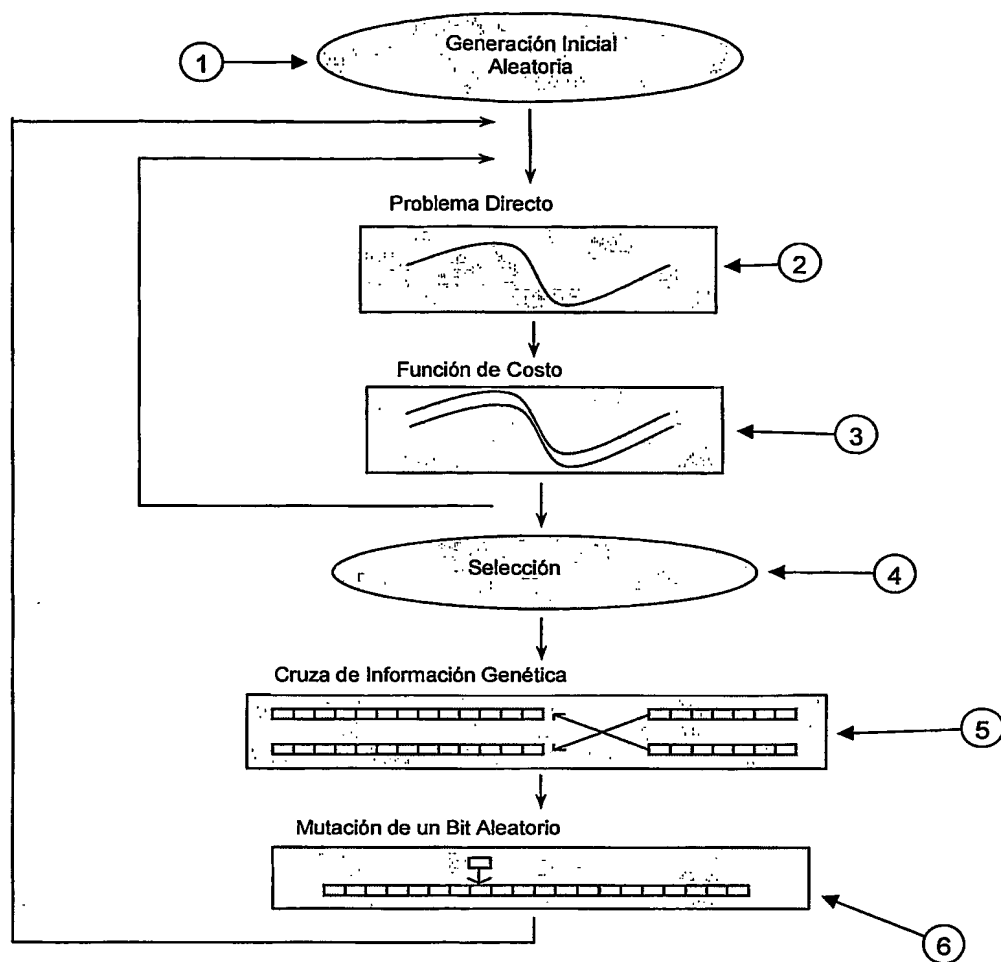 Generación Inicial
Aleatoria
1
Problema Directo
2
Función de Costo
3
Selección
r
4
Cruza de Información Genética
5
Mutación de un Bit Aleatorio
6